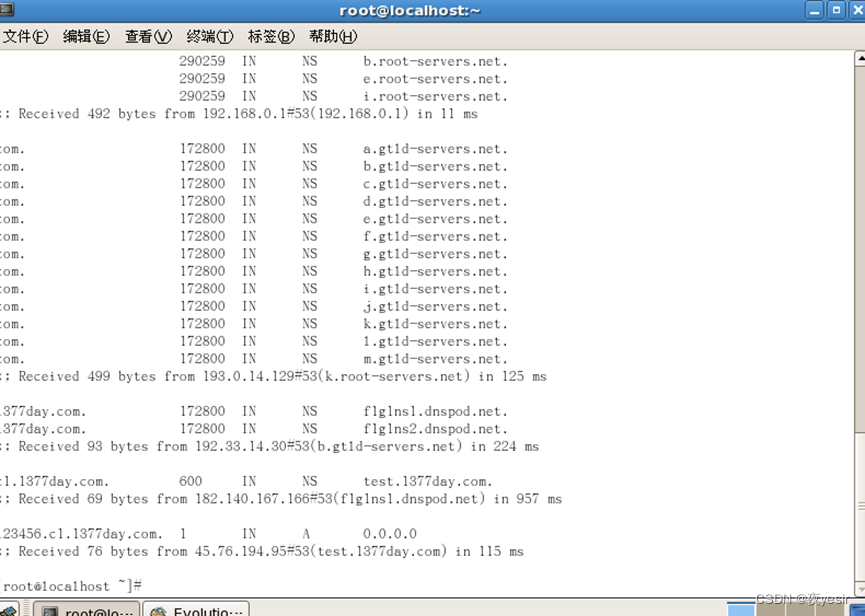 root@localhost:~
文件(F) 编辑(E) 查看(V) 终端(T) 标签(B) 帮助(H)
290259 IN NS b.root-servers.net.
290259 IN NS e.root-servers.net.
290259 IN NS i.root-servers.net.
;; Received 492 bytes from 192.168.0.1#53(192.168.0.1) in 11 ms
com. 172800 IN NS a.gtld-servers.net.
com. 172800 IN NS b.gtld-servers.net.
com. 172800 IN NS c.gtld-servers.net.
com. 172800 IN NS d.gtld-servers.net.
com. 172800 IN NS e.gtld-servers.net.
com. 172800 IN NS f.gtld-servers.net.
com. 172800 IN NS g.gtld-servers.net.
com. 172800 IN NS h.gtld-servers.net.
com. 172800 IN NS i.gtld-servers.net.
com. 172800 IN NS j.gtld-servers.net.
com. 172800 IN NS k.gtld-servers.net.
com. 172800 IN NS l.gtld-servers.net.
com. 172800 IN NS m.gtld-servers.net.
;; Received 499 bytes from 193.0.14.129#53(k.root-servers.net) in 125 ms
1377day.com. 172800 IN NS f1g1ns1.dnspod.net.
1377day.com. 172800 IN NS f1g1ns2.dnspod.net.
;; Received 93 bytes from 192.33.14.30#53(b.gtld-servers.net) in 224 ms
c1.1377day.com. 600 IN NS test.1377day.com.
;; Received 69 bytes from 182.140.167.166#53(f1g1ns1.dnspod.net) in 957 ms
123456.c1.1377day.com. 1 IN A 0.0.0.0
;; Received 76 bytes from 45.76.194.95#53(test.1377day.com) in 115 ms
[root@localhost ~]#
root@lo… Evolutio…
CSDN @夜yesir